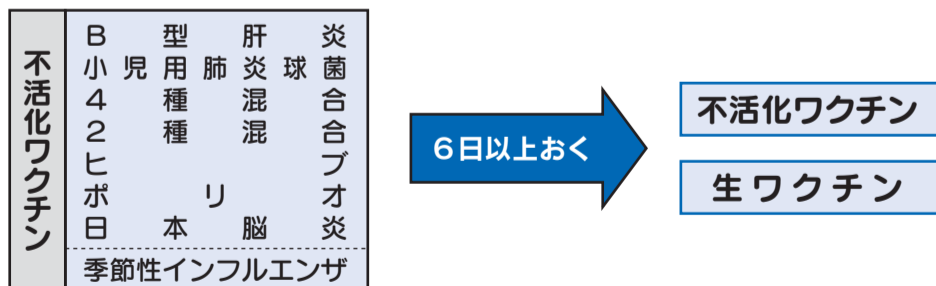 不活化ワクチン
B型肝炎
小児用肺炎球菌
4種混合
2種混合
ヒブ
ポリオ
日本脳炎
季節性インフルエンザ
6日以上おく
不活化ワクチン
生ワクチン